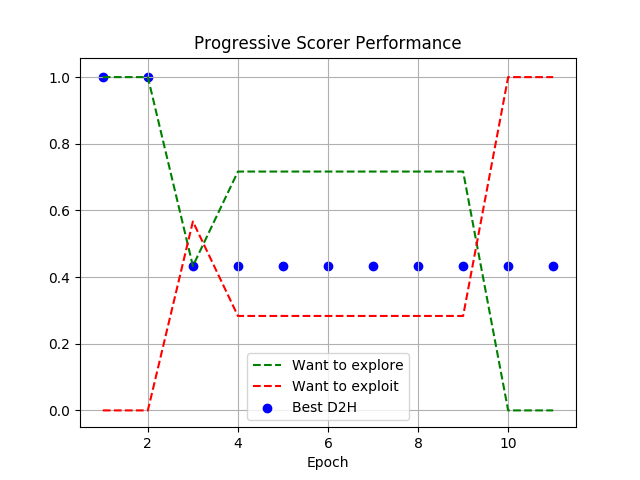 Progressive Scorer Performance
1.0
0.8
0.6
0.4
0.2
0.0
Want to explore
Want to exploit
Best D2H
2 4 6 8 10
Epoch